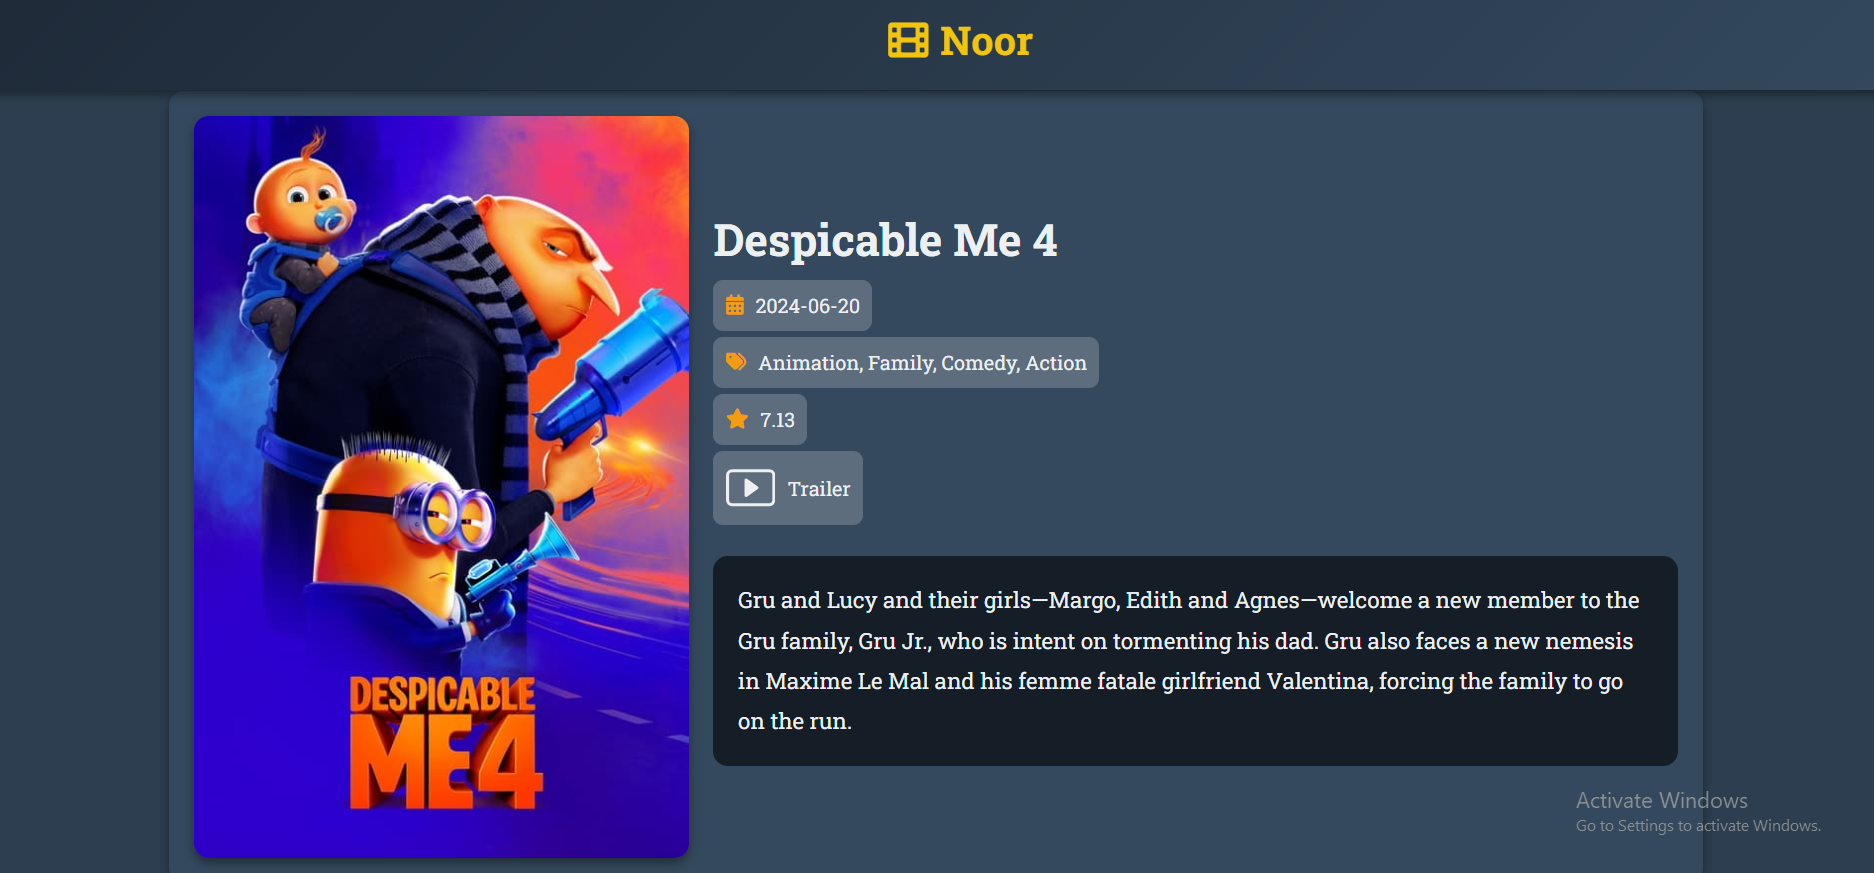 Noor
DESPICABLE
ME 4
Despicable Me 4
2024-06-20
Animation, Family, Comedy, Action
7.13
Trailer
Gru and Lucy and their girls—Margo, Edith and Agnes—welcome a new member to the
Gru family, Gru Jr., who is intent on tormenting his dad. Gru also faces a new nemesis
in Maxime Le Mal and his femme fatale girlfriend Valentina, forcing the family to go
on the run.
Activate Windows
Go to Settings to activate Windows.